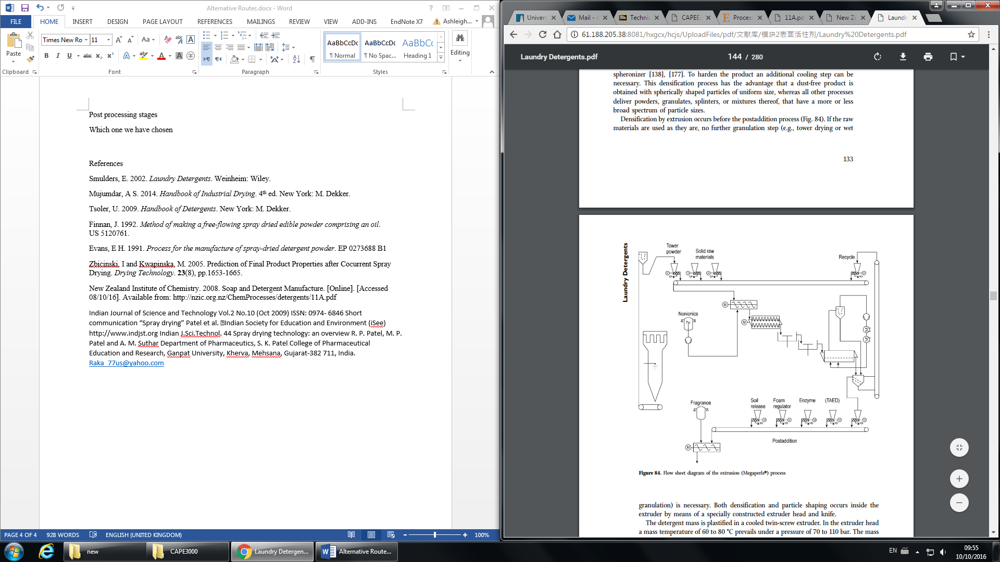 Alternative Routes.docx - Word
FILE HOME INSERT DESIGN PAGE LAYOUT REFERENCES MAILINGS REVIEW VIEW ADD-INS EndNote X7 Ashleigh...
Times New Ro 11
Paste
AaBbCcDc AaBbCcDc AaBbCc
¶ Normal ¶ No Spac... Heading 1
Editing
Clipboard Font Paragraph Styles
Post processing stages
Which one we have chosen
References
Smulders, E. 2002. Laundry Detergents. Weinheim: Wiley.
Mujumdar, A S. 2014. Handbook of Industrial Drying. 4th ed. New York: M. Dekker.
Tsoler, U. 2009. Handbook of Detergents. New York: M. Dekker.
Finnan, J. 1992. Method of making a free-flowing spray dried edible powder comprising an oil.
US 5120761.
Evans, E H. 1991. Process for the manufacture of spray-dried detergent powder. EP 0273688 B1
Zbicinski, I and Kwapinska, M. 2005. Prediction of Final Product Properties after Cocurrent Spray
Drying. Drying Technology. 23(8), pp.1653-1665.
New Zealand Institute of Chemistry. 2008. Soap and Detergent Manufacture. [Online]. [Accessed
08/10/16]. Available from: http://nzic.org.nz/ChemProcesses/detergents/11A.pdf
Indian Journal of Science and Technology Vol.2 No.10 (Oct 2009) ISSN: 0974- 6846 Short
communication “Spray drying” Patel et al. Indian Society for Education and Environment (iSee)
http://www.indjst.org Indian J.Sci.Technol. 44 Spray drying technology: an overview R. P. Patel, M. P.
Patel and A. M. Suthar Department of Pharmaceutics, S. K. Patel College of Pharmaceutical
Education and Research, Ganpat University, Kherva, Mehsana, Gujarat-382 711, India.
Raka_77us@yahoo.com
PAGE 4 OF 4 928 WORDS ENGLISH (UNITED KINGDOM) 100%
Univers Mail - Techni CAPEE Process 11A.pd New Ze Laundr
61.188.205.38:8081/hxgcx/hcjs/UploadFiles/pdf/文献库/模块2表面活性剂/Laundry%20Detergents.pdf
Laundry Detergents.pdf 144 / 280
spheronizer [138], [177]. To harden the product an additional cooling step can be
necessary. This densification process has the advantage that a dust-free product is
obtained with spherically shaped particles of uniform size, whereas all other processes
deliver powders, granulates, splinters, or mixtures thereof, that have a more or less
broad spectrum of particle sizes.
Densification by extrusion occurs before the postaddition process (Fig. 84). If the raw
materials are used as they are, no further granulation step (e.g., tower drying or wet
133
Laundry Detergents
Tower
powder
Solid raw
materials
Recycle
Nonionics
Fragrance
Soil
release
Foam
regulator
Enzyme
(TAED)
Postaddition
Figure 84. Flow sheet diagram of the extrusion (Megaperls®) process
granulation) is necessary. Both densification and particle shaping occurs inside the
extruder by means of a specially constructed extruder head and knife.
The detergent mass is plastified in a cooled twin-screw extruder. In the extruder head
a mass temperature of 60 to 80 °C prevails under a pressure of 70 to 110 bar. The mass
new CAPE3000 Laundry Detergen... Alternative Route...
EN 09:55
10/10/2016